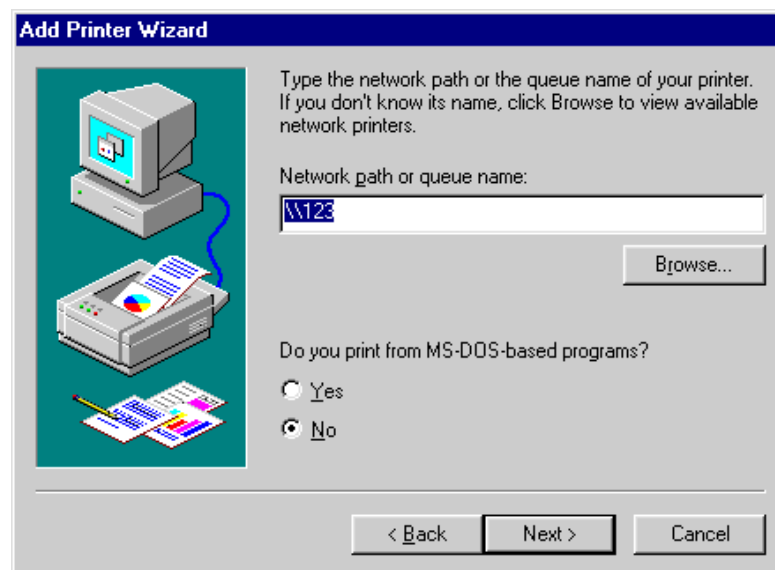 Add Printer Wizard
Type the network path or the queue name of your printer.
If you don't know its name, click Browse to view available
network printers.
Network path or queue name:
\\123
Browse...
Do you print from MS-DOS-based programs?
Yes
No
< Back
Next >
Cancel